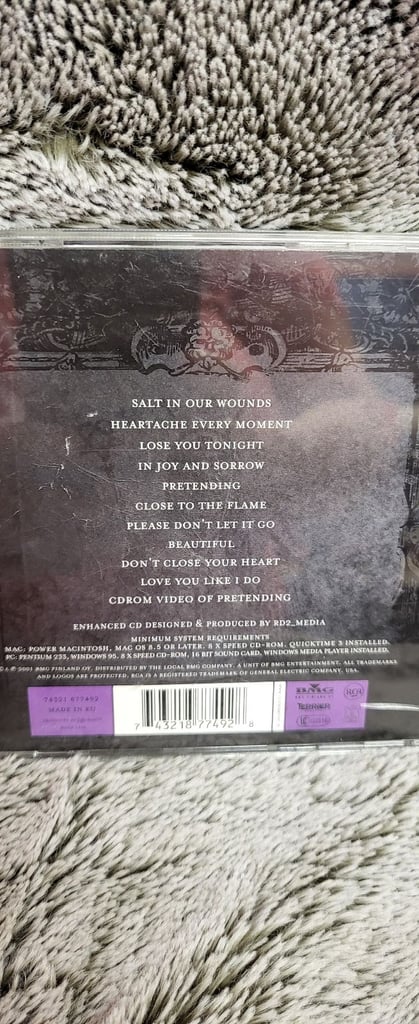 SALT IN OUR WOUNDS
HEARTACHE EVERY MOMENT
LOSE YOU TONIGHT
IN JOY AND SORROW
PRETENDING
CLOSE TO THE FLAME
PLEASE DON'T LET IT GO
BEAUTIFUL
DON'T CLOSE YOUR HEART
LOVE YOU LIKE I DO
CDROM VIDEO OF PRETENDING
ENHANCED CD DESIGNED & PRODUCED BY RD2_MEDIA
MINIMUM SYSTEM REQUIREMENTS
MAC: POWER MACINTOSH, MAC OS 8.5 OR LATER, 8 X SPEED CD-ROM, QUICKTIME 3 INSTALLED.
PC: PENTIUM 233, WINDOWS 95, 8 X SPEED CD-ROM, 16 BIT SOUND CARD, WINDOWS MEDIA PLAYER INSTALLED.
℗ & © 2001 BMG FINLAND OY. DISTRIBUTED BY THE LOCAL BMG COMPANY. A UNIT OF BMG ENTERTAINMENT. ALL TRADEMARKS
AND LOGOS ARE PROTECTED. RCA IS A REGISTERED TRADEMARK OF GENERAL ELECTRIC COMPANY, USA.
74321 877492
MADE IN EU
7 43218 77492 8
BMG
TERRIER
RCA